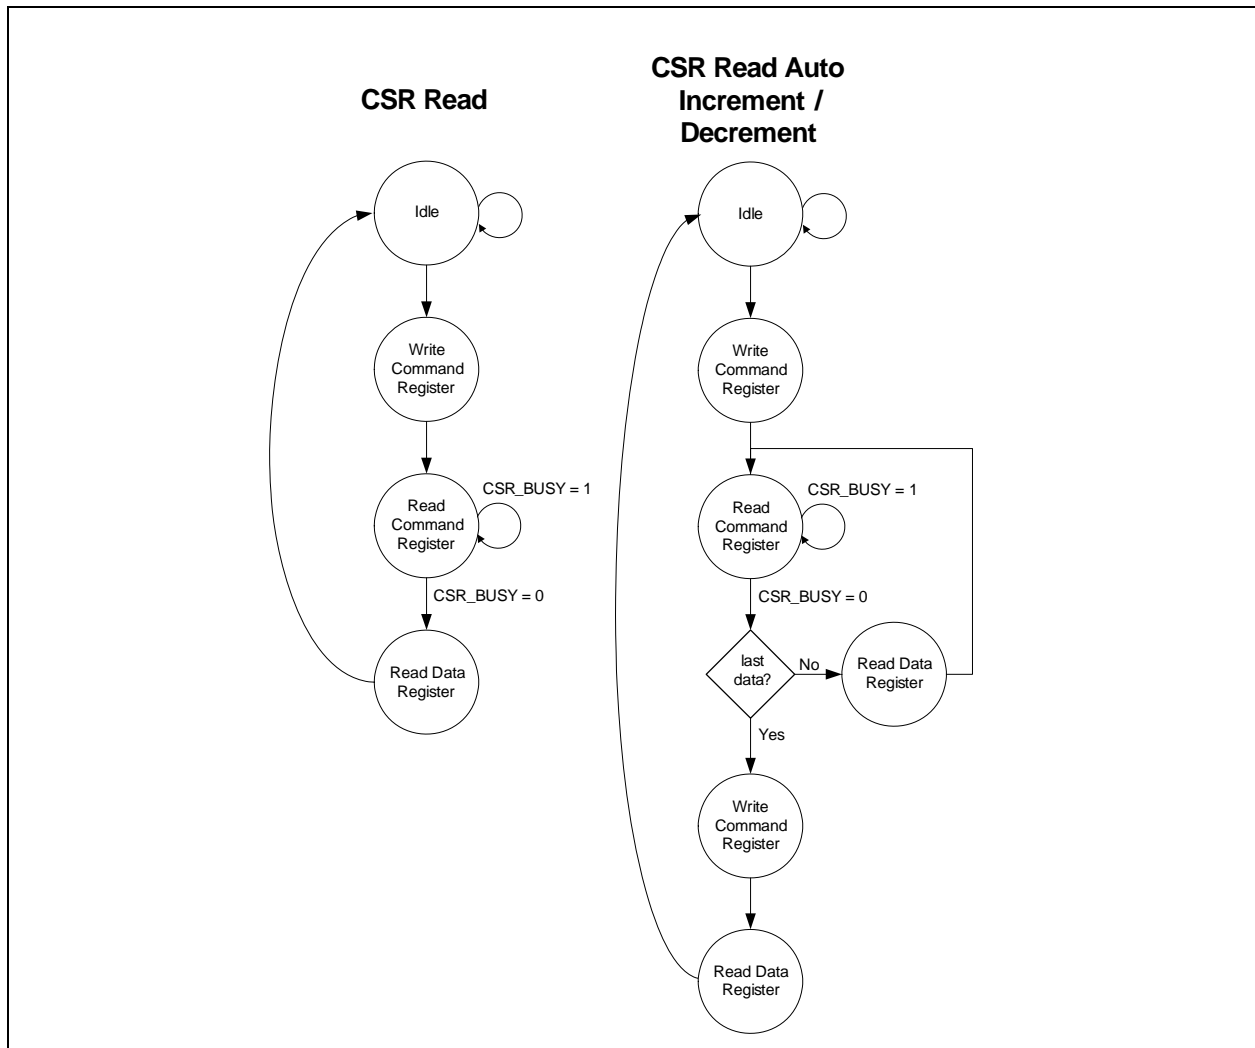 CSR Read
Idle
Write
Command
Register
CSR_BUSY = 1
Read
Command
Register
CSR_BUSY = 0
Read Data
Register
CSR Read Auto
Increment /
Decrement
Idle
Write
Command
Register
CSR_BUSY = 1
Read
Command
Register
CSR_BUSY = 0
last
data?
No
Read Data
Register
Yes
Write
Command
Register
Read Data
Register